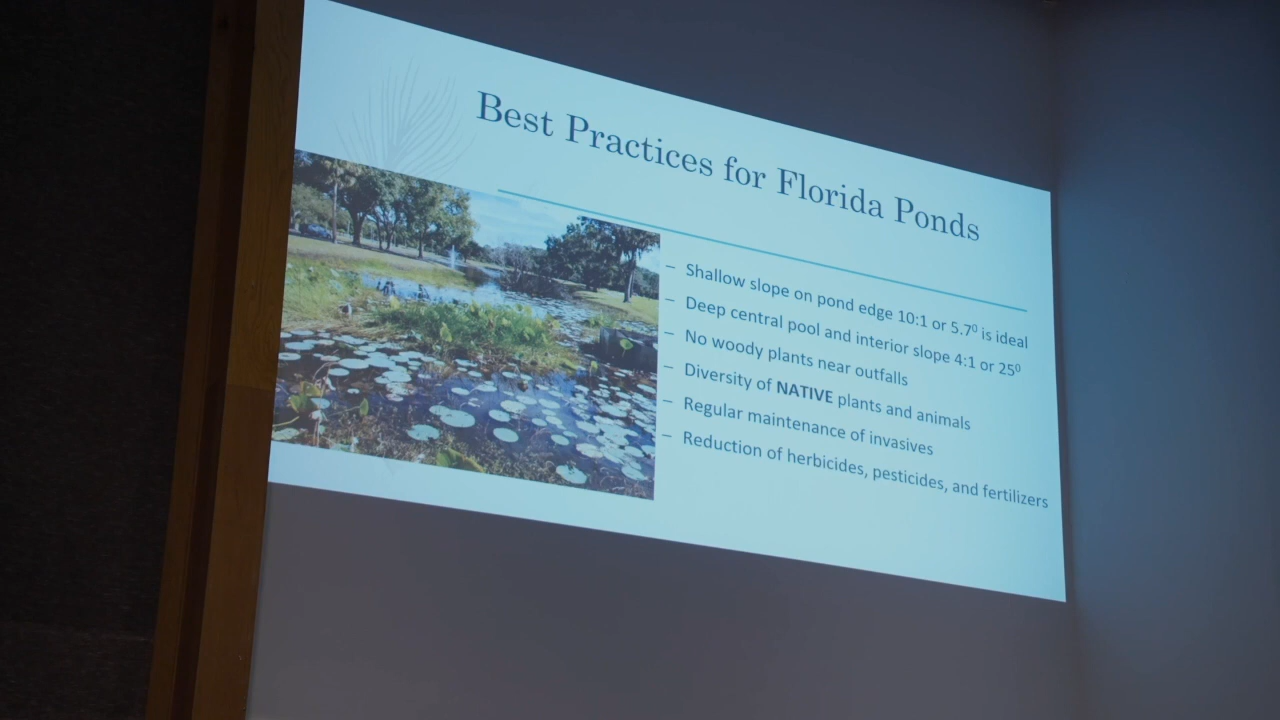 Best Practices for Florida Ponds
– Shallow slope on pond edge 10:1 or 5.7⁰ is ideal
– Deep central pool and interior slope 4:1 or 25⁰
– No woody plants near outfalls
– Diversity of NATIVE plants and animals
– Regular maintenance of invasives
– Reduction of herbicides, pesticides, and fertilizers